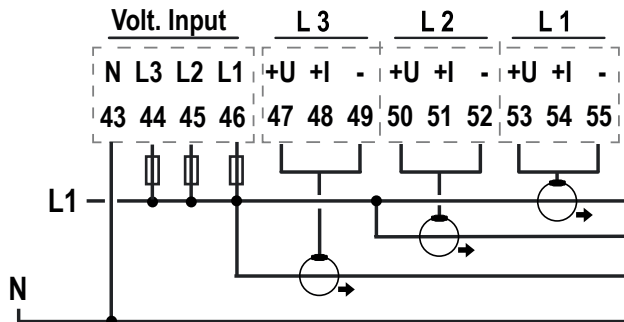 Volt. Input L 3 L 2 L 1
N L3 L2 L1 +U +I - +U +I - +U +I -
43 44 45 46 47 48 49 50 51 52 53 54 55
L1
N